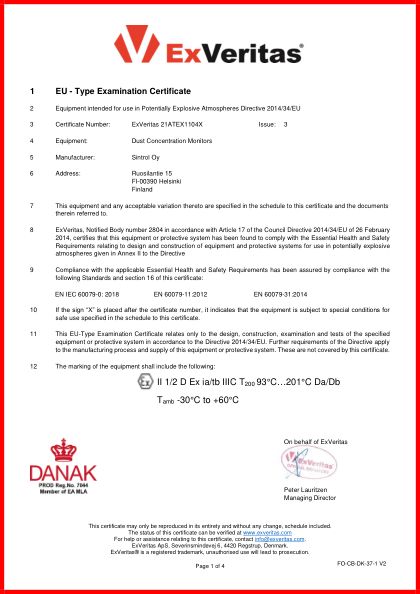 ExVeritas®
1 EU - Type Examination Certificate
2 Equipment intended for use in Potentially Explosive Atmospheres Directive 2014/34/EU
3 Certificate Number: ExVeritas 21ATEX1104X Issue: 3
4 Equipment: Dust Concentration Monitors
5 Manufacturer: Sintrol Oy
6 Address: Ruosilantie 15
FI-00390 Helsinki
Finland
7 This equipment and any acceptable variation thereto are specified in the schedule to this certificate and the documents
therein referred to.
8 ExVeritas, Notified Body number 2804 in accordance with Article 17 of the Council Directive 2014/34/EU of 26 February
2014, certifies that this equipment or protective system has been found to comply with the Essential Health and Safety
Requirements relating to design and construction of equipment and protective systems for use in potentially explosive
atmospheres given in Annex II to the Directive
9 Compliance with the applicable Essential Health and Safety Requirements has been assured by compliance with the
following Standards and section 16 of this certificate:
EN IEC 60079-0: 2018 EN 60079-11:2012 EN 60079-31:2014
10 If the sign "X" is placed after the certificate number, it indicates that the equipment is subject to special conditions for
safe use specified in the schedule to this certificate.
11 This EU-Type Examination Certificate relates only to the design, construction, examination and tests of the specified
equipment or protective system in accordance to the Directive 2014/34/EU. Further requirements of the Directive apply
to the manufacturing process and supply of this equipment or protective system. These are not covered by this certificate.
12 The marking of the equipment shall include the following:
Ex II 1/2 D Ex ia/tb IIIC T200 93°C…201°C Da/Db
Tamb -30°C to +60°C
On behalf of ExVeritas
ExVeritas
DANAK
PROD Reg.No. 7044
Member of EA MLA
Peter Lauritzen
Managing Director
This certificate may only be reproduced in its entirety and without any change, schedule included.
The status of this certificate can be verified at www.exveritas.com
For help or assistance relating to this certificate, contact info@exveritas.com.
ExVeritas ApS, Severinsmindevej 6, 4420 Regstrup, Denmark.
ExVeritas® is a registered trademark, unauthorised use will lead to prosecution.
Page 1 of 4
FO-CB-DK-37-1 V2